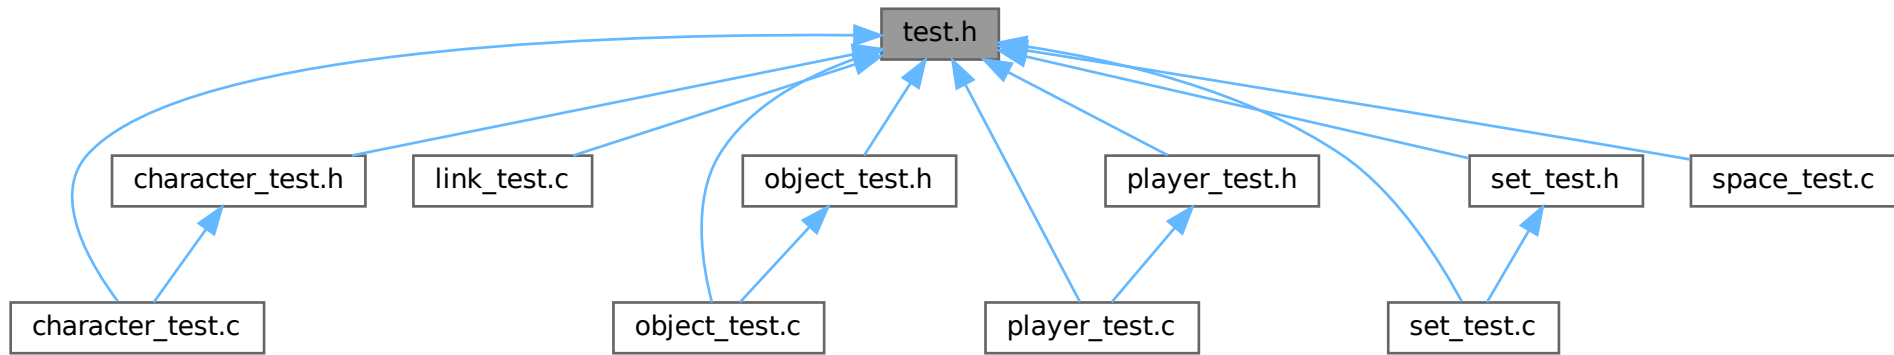 test.h
character_test.h
link_test.c
object_test.h
player_test.h
set_test.h
space_test.c
character_test.c
object_test.c
player_test.c
set_test.c